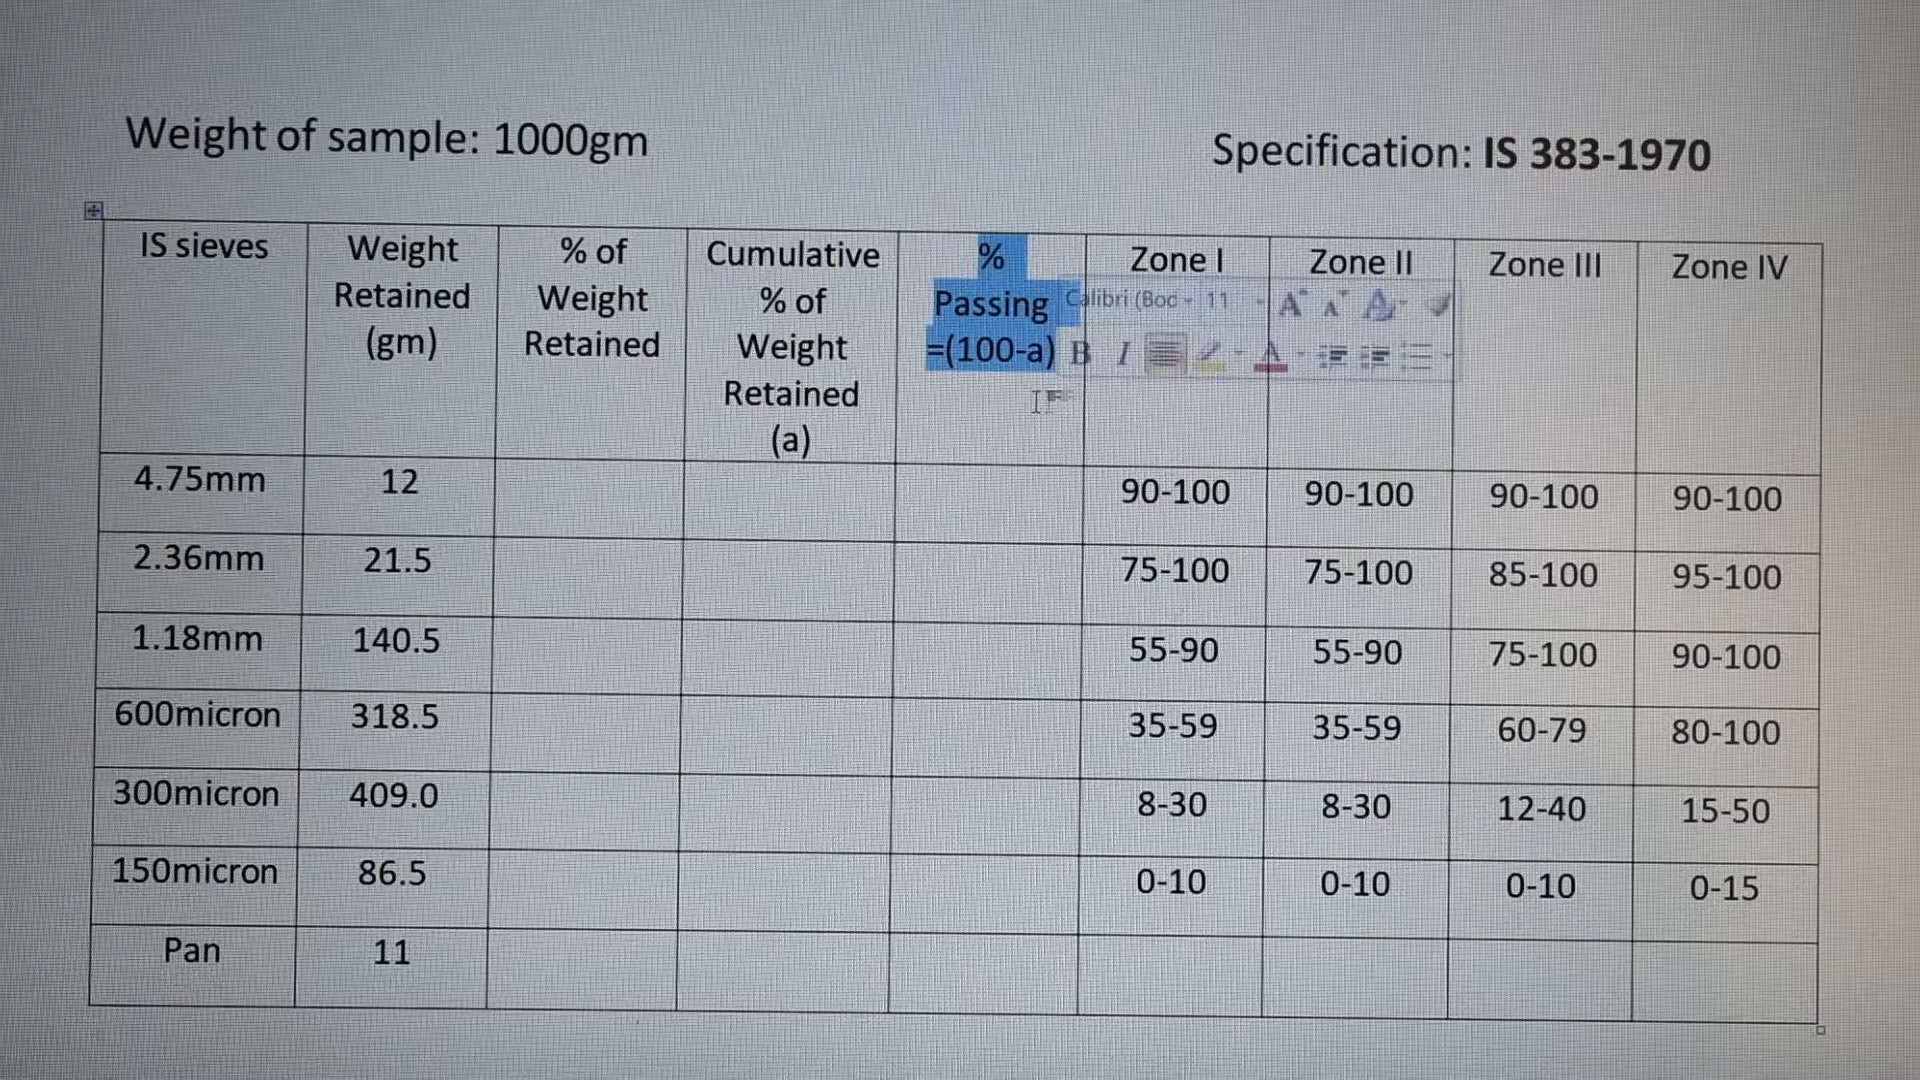 Weight of sample: 1000gm
Specification: IS 383-1970
IS sieves Weight Retained (gm) % of Weight Retained Cumulative % of Weight Retained (a) % Passing =(100-a) Zone I Zone II Zone III Zone IV
Calibri (Bod 11
B I
4.75mm 12 90-100 90-100 90-100 90-100
2.36mm 21.5 75-100 75-100 85-100 95-100
1.18mm 140.5 55-90 55-90 75-100 90-100
600micron 318.5 35-59 35-59 60-79 80-100
300micron 409.0 8-30 8-30 12-40 15-50
150micron 86.5 0-10 0-10 0-10 0-15
Pan 11